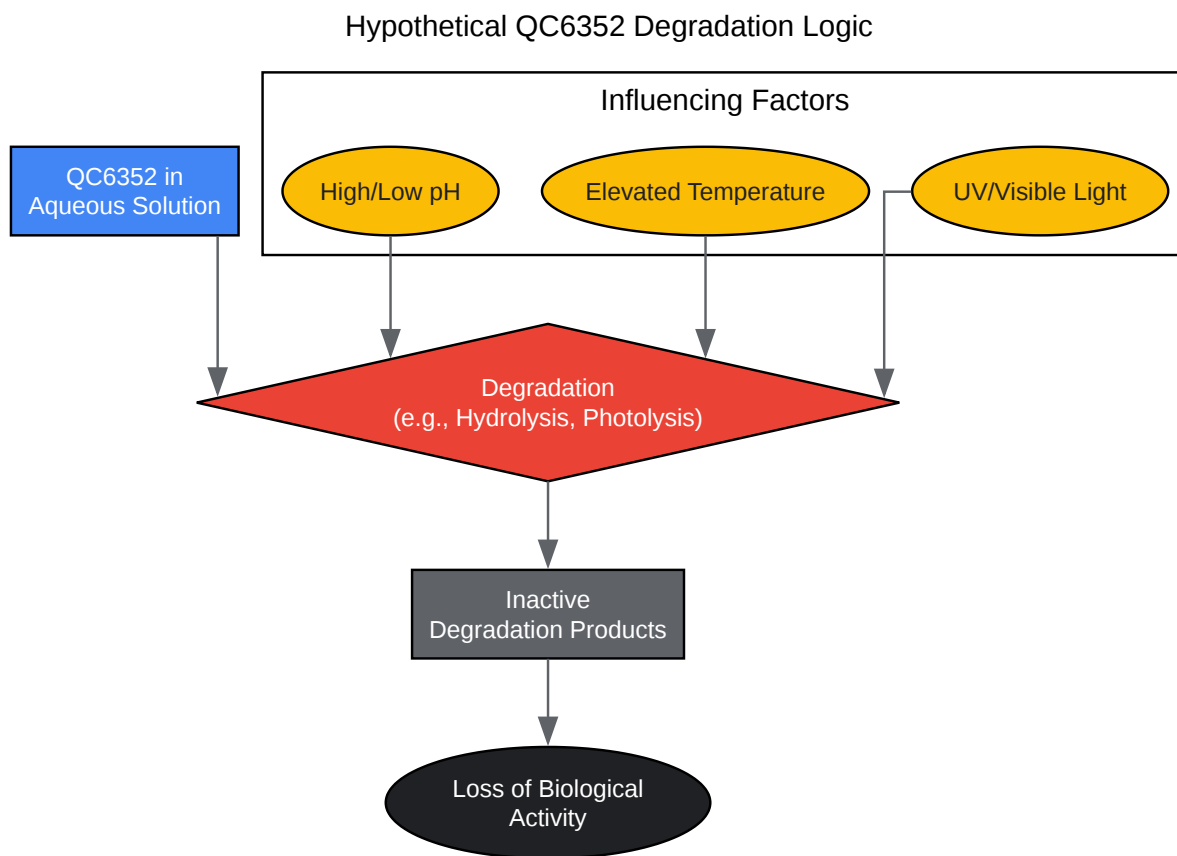 Hypothetical QC6352 Degradation Logic
Influencing Factors
QC6352 in
Aqueous Solution
High/Low pH
Elevated Temperature
UV/Visible Light
Degradation
(e.g., Hydrolysis, Photolysis)
Inactive
Degradation Products
Loss of Biological
Activity